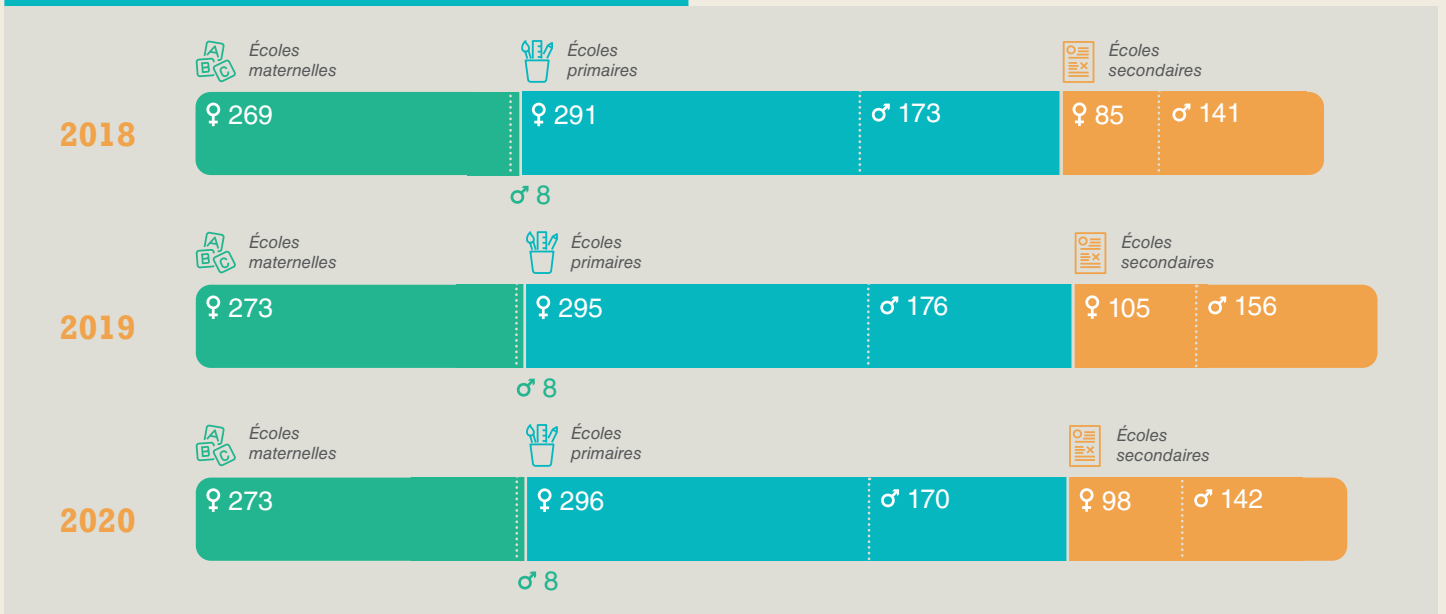 Écoles
maternelles
Écoles
primaires
Écoles
secondaires
2018
♀ 269
♀ 291
♂ 173
♀ 85
♂ 141
♂ 8
Écoles
maternelles
Écoles
primaires
Écoles
secondaires
2019
♀ 273
♀ 295
♂ 176
♀ 105
♂ 156
♂ 8
Écoles
maternelles
Écoles
primaires
Écoles
secondaires
2020
♀ 273
♀ 296
♂ 170
♀ 98
♂ 142
♂ 8